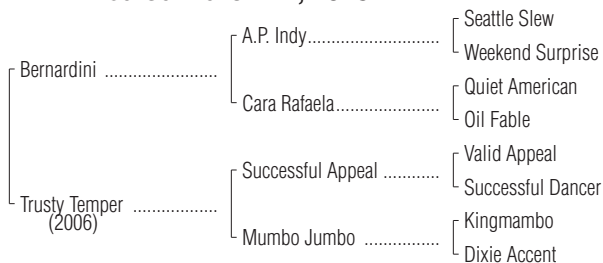 Seattle Slew
A.P. Indy
Weekend Surprise
Bernardini
Quiet American
Cara Rafaela
Oil Fable
Valid Appeal
Successful Appeal
Successful Dancer
Trusty Temper
(2006)
Kingmambo
Mumbo Jumbo
Dixie Accent